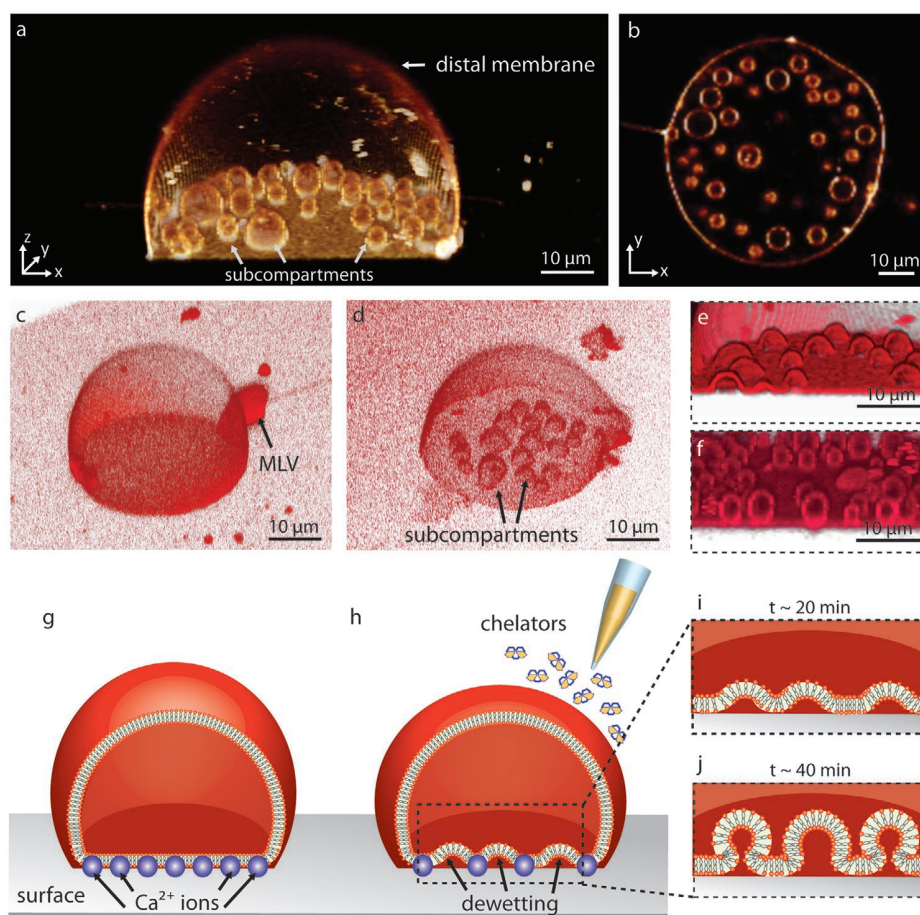 a
distal membrane
z
y
x
subcompartments
10 µm
b
y
x
10 µm
c
MLV
10 µm
d
subcompartments
10 µm
e
10 µm
f
10 µm
g
surface
Ca²⁺ ions
h
chelators
dewetting
i
t ~ 20 min
j
t ~ 40 min